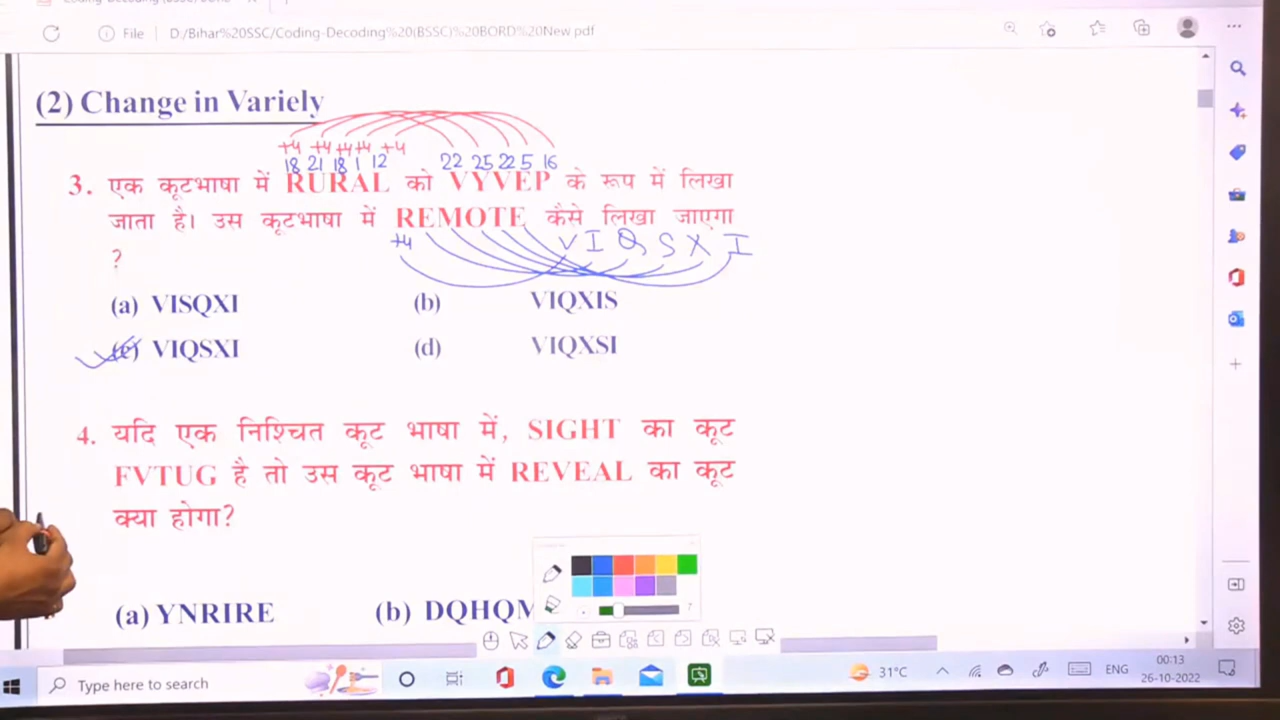 File D:/Bihar%20SSC/Coding-Decoding%20(BSSC)%20BORD%20New.pdf
(2) Change in Variely
+4 +4 +4 +4 +4
18 21 18 1 12 22 25 22 5 16
3. एक कूटभाषा में RURAL को VYVEP के रूप में लिखा
जाता है। उस कूटभाषा में REMOTE कैसे लिखा जाएगा
+4 V I Q S X I
?
(a) VISQXI (b) VIQXIS
(c) VIQSXI (d) VIQXSI
4. यदि एक निश्चित कूट भाषा में, SIGHT का कूट
FVTUG है तो उस कूट भाषा में REVEAL का कूट
क्या होगा?
(a) YNRIRE (b) DQHQM
7
Type here to search 31°C ENG 00:13
26-10-2022